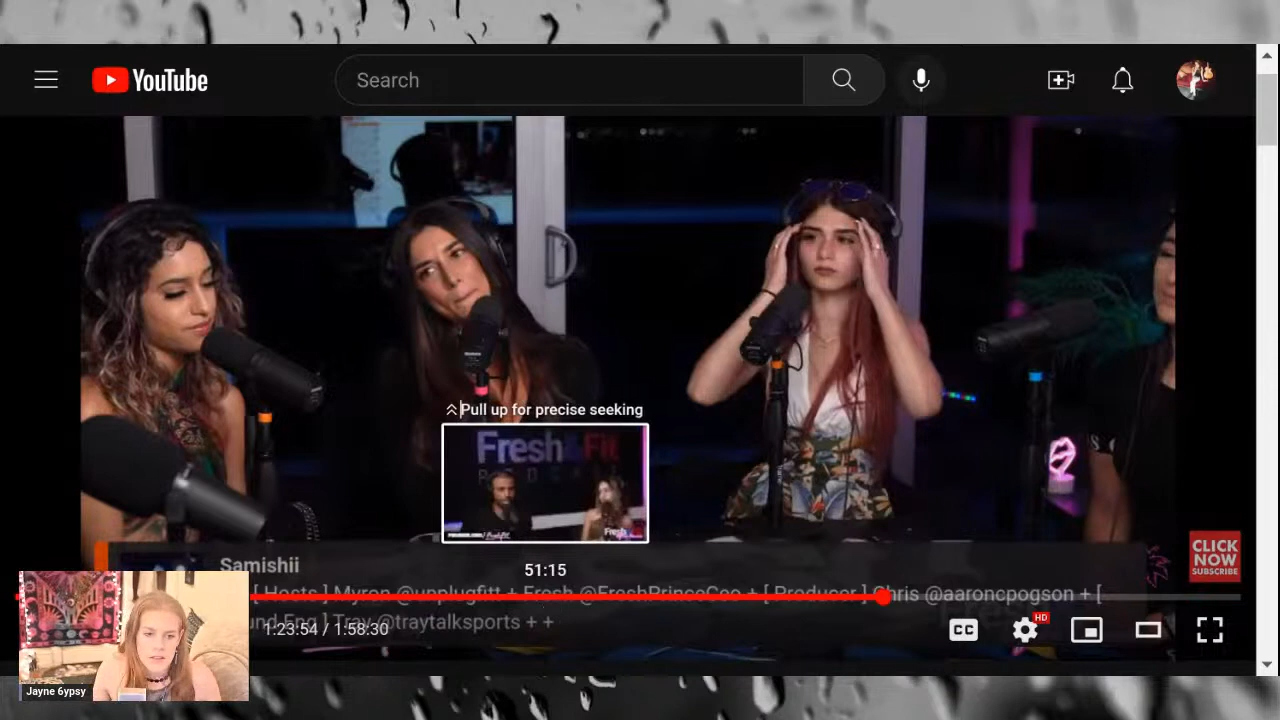 YouTube
Search
Pull up for precise seeking
Fresh Fit
Samishii
51:15
[ Hosts ] Myron @unplugfitt + Fresh @FreshPrinceCeo + [ Producer ] Chris @aaroncpogson + [
und Eng ] Tray @traytalksports + +
1:23:54 / 1:58:30
CC
HD
CLICK
NOW
SUBSCRIBE
Jayne 6ypsy